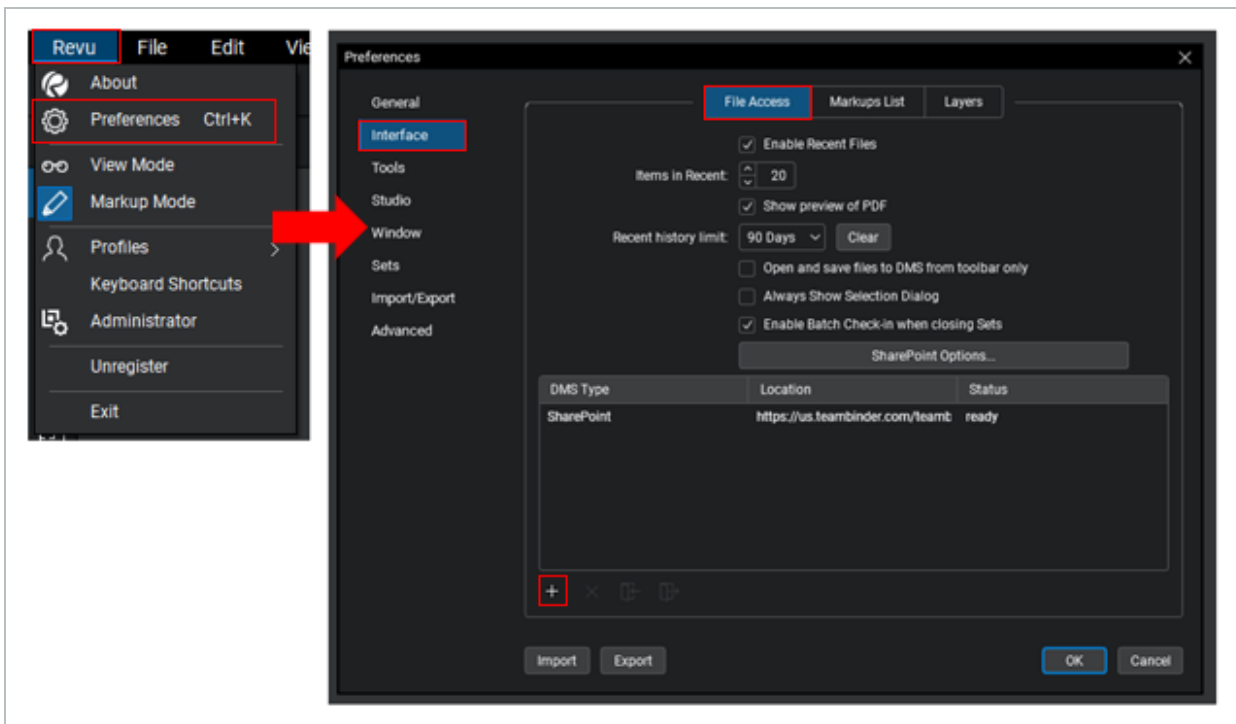 Revu File Edit Vie
About
Preferences Ctrl+K
View Mode
Markup Mode
Profiles
Keyboard Shortcuts
Administrator
Unregister
Exit
Preferences
General
Interface
Tools
Studio
Window
Sets
Import/Export
Advanced
File Access Markups List Layers
Enable Recent Files
Items in Recent: 20
Show preview of PDF
Recent history limit: 90 Days Clear
Open and save files to DMS from toolbar only
Always Show Selection Dialog
Enable Batch Check-in when closing Sets
SharePoint Options...
DMS Type Location Status
SharePoint https://us.teambinder.com/teamb ready
Import Export OK Cancel